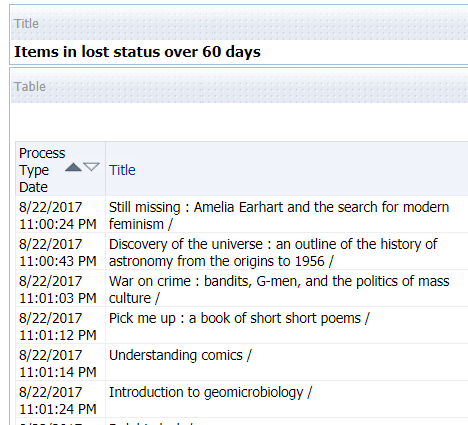 Title
Items in lost status over 60 days
Table
Process
Type
Date
Title
8/22/2017
11:00:24 PM
Still missing : Amelia Earhart and the search for modern
feminism /
8/22/2017
11:00:43 PM
Discovery of the universe : an outline of the history of
astronomy from the origins to 1956 /
8/22/2017
11:01:03 PM
War on crime : bandits, G-men, and the politics of mass
culture /
8/22/2017
11:01:12 PM
Pick me up : a book of short short poems /
8/22/2017
11:01:14 PM
Understanding comics /
8/22/2017
11:01:24 PM
Introduction to geomicrobiology /